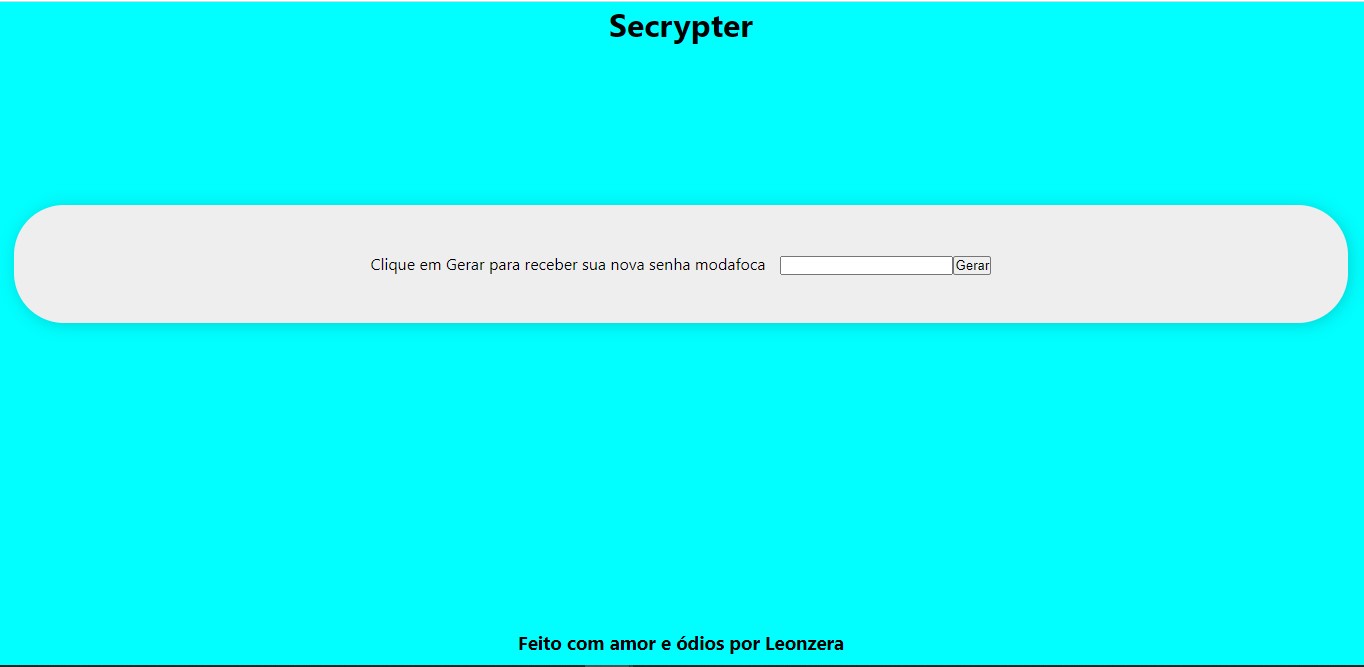 Secrypter
Clique em Gerar para receber sua nova senha modafoca Gerar
Feito com amor e ódios por Leonzera